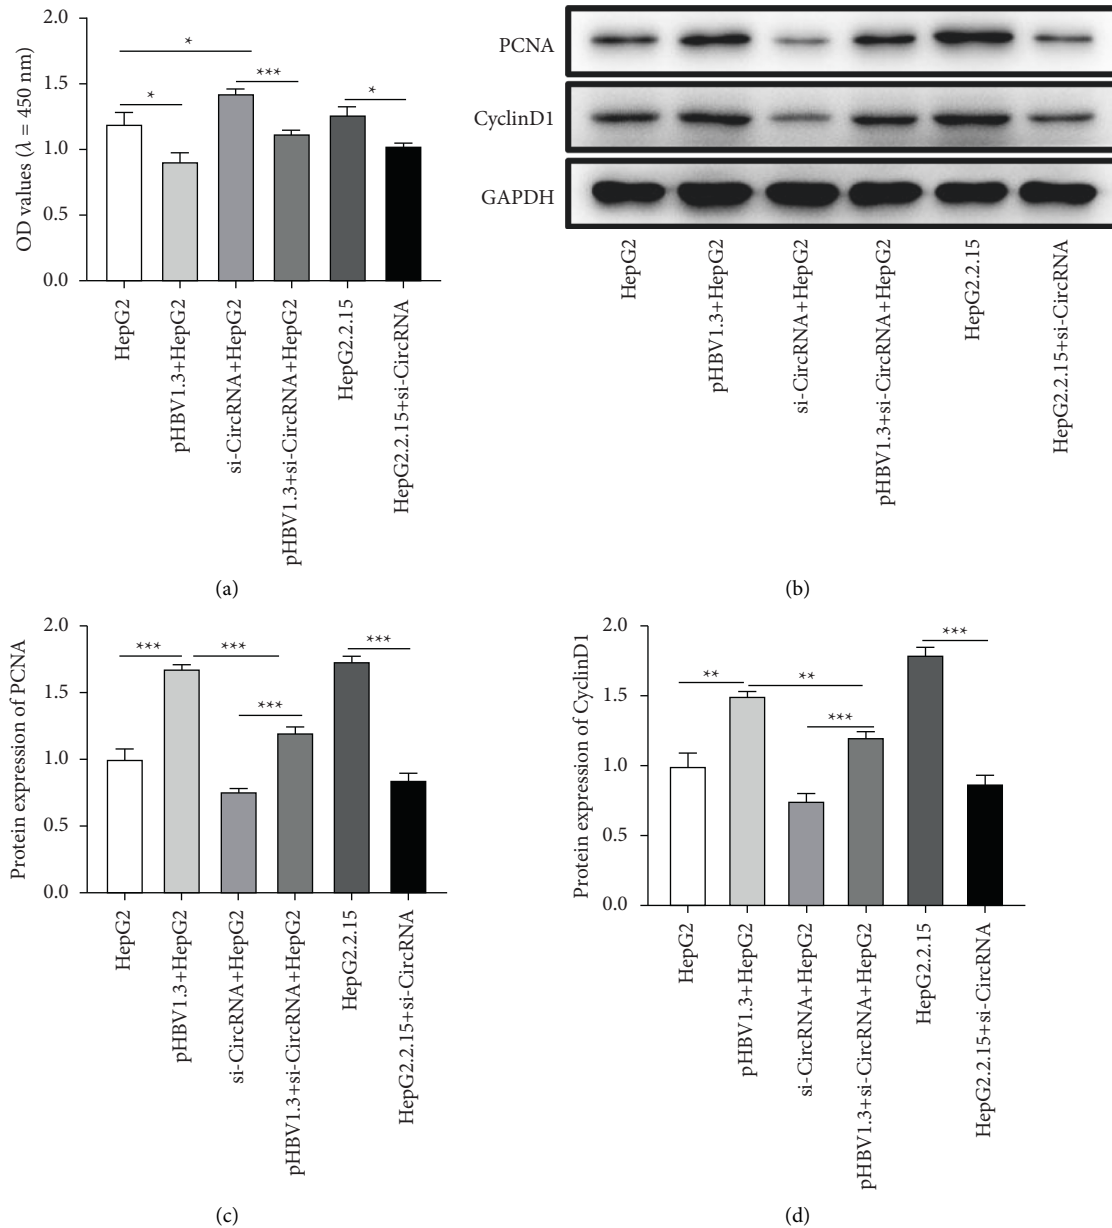 OD values (λ = 450 nm)
2.0
1.5
1.0
0.5
0.0
*
*
***
*
HepG2
pHBV1.3+HepG2
si-CircRNA+HepG2
pHBV1.3+si-CircRNA+HepG2
HepG2.2.15
HepG2.2.15+si-CircRNA
(a)
PCNA
CyclinD1
GAPDH
HepG2
pHBV1.3+HepG2
si-CircRNA+HepG2
pHBV1.3+si-CircRNA+HepG2
HepG2.2.15
HepG2.2.15+si-CircRNA
(b)
Protein expression of PCNA
2.0
1.5
1.0
0.5
0.0
***
***
***
***
HepG2
pHBV1.3+HepG2
si-CircRNA+HepG2
pHBV1.3+si-CircRNA+HepG2
HepG2.2.15
HepG2.2.15+si-CircRNA
(c)
Protein expression of CyclinD1
2.0
1.5
1.0
0.5
0.0
**
**
***
***
HepG2
pHBV1.3+HepG2
si-CircRNA+HepG2
pHBV1.3+si-CircRNA+HepG2
HepG2.2.15
HepG2.2.15+si-CircRNA
(d)